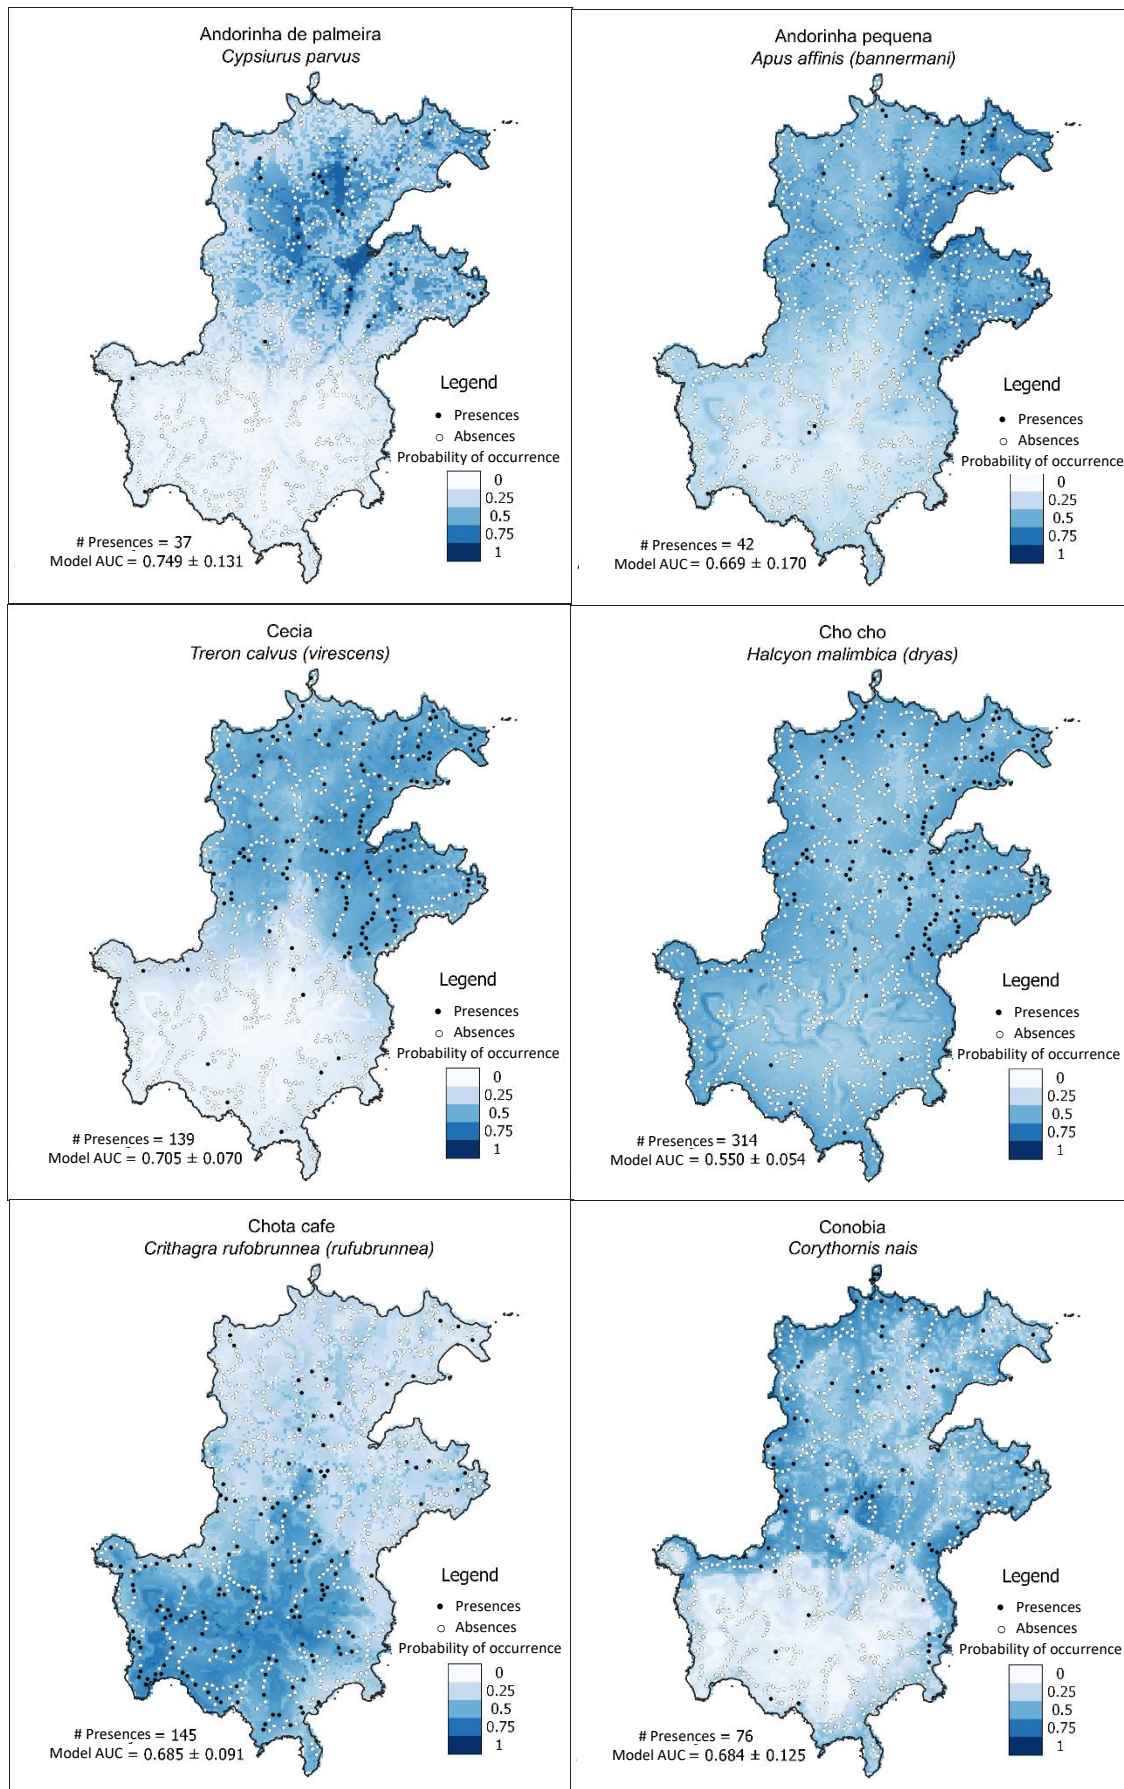 Andorinha de palmeira
Cypsiurus parvus
Legend
Presences
Absences
Probability of occurrence
0
0.25
0.5
0.75
1
# Presences = 37
Model AUC = 0.749 ± 0.131
Andorinha pequena
Apus affinis (bannermani)
Legend
Presences
Absences
Probability of occurrence
0
0.25
0.5
0.75
1
# Presences = 42
Model AUC = 0.669 ± 0.170
Cecia
Treron calvus (virescens)
Legend
Presences
Absences
Probability of occurrence
0
0.25
0.5
0.75
1
# Presences = 139
Model AUC = 0.705 ± 0.070
Cho cho
Halcyon malimbica (dryas)
Legend
Presences
Absences
Probability of occurrence
0
0.25
0.5
0.75
1
# Presences = 314
Model AUC = 0.550 ± 0.054
Chota cafe
Crithagra rufobrunnea (rufubrunnea)
Legend
Presences
Absences
Probability of occurrence
0
0.25
0.5
0.75
1
# Presences = 145
Model AUC = 0.685 ± 0.091
Conobia
Corythornis nais
Legend
Presences
Absences
Probability of occurrence
0
0.25
0.5
0.75
1
# Presences = 76
Model AUC = 0.684 ± 0.125